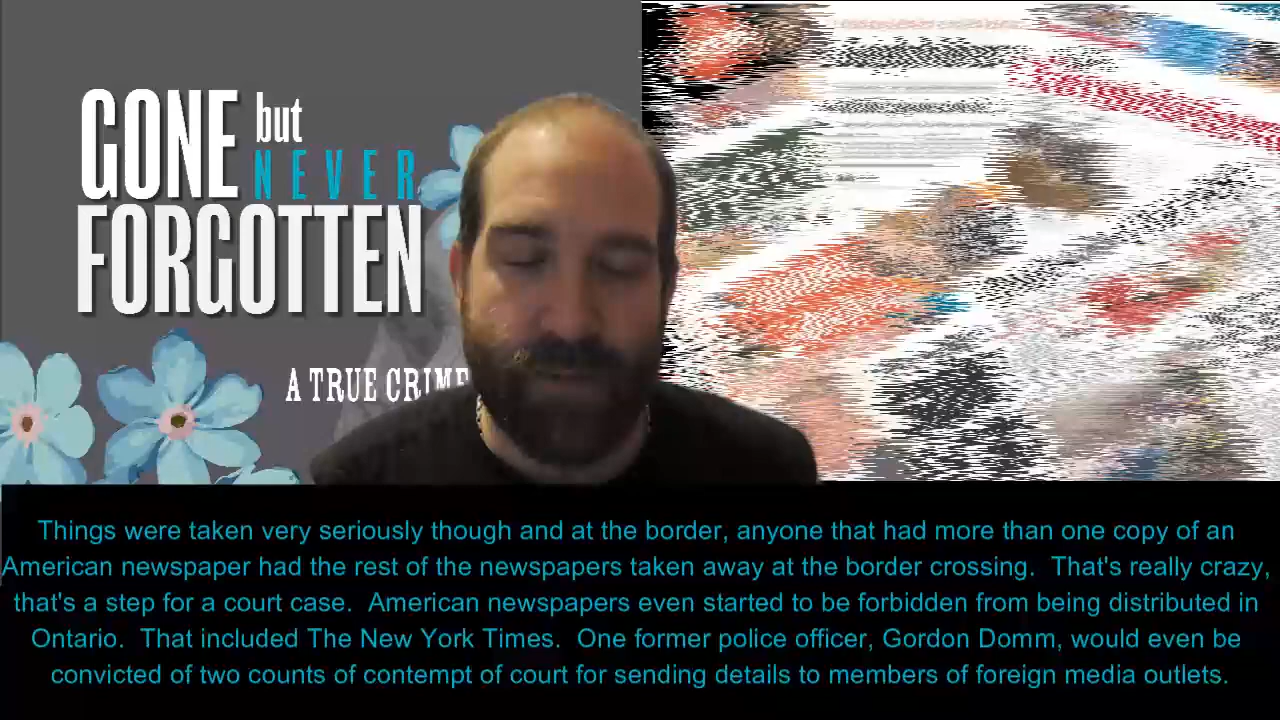 GONE but
NEVER
FORGOTTEN
A TRUE CRIME
Things were taken very seriously though and at the border, anyone that had more than one copy of an
American newspaper had the rest of the newspapers taken away at the border crossing.  That's really crazy,
that's a step for a court case.  American newspapers even started to be forbidden from being distributed in
Ontario.  That included The New York Times.  One former police officer, Gordon Domm, would even be
convicted of two counts of contempt of court for sending details to members of foreign media outlets.